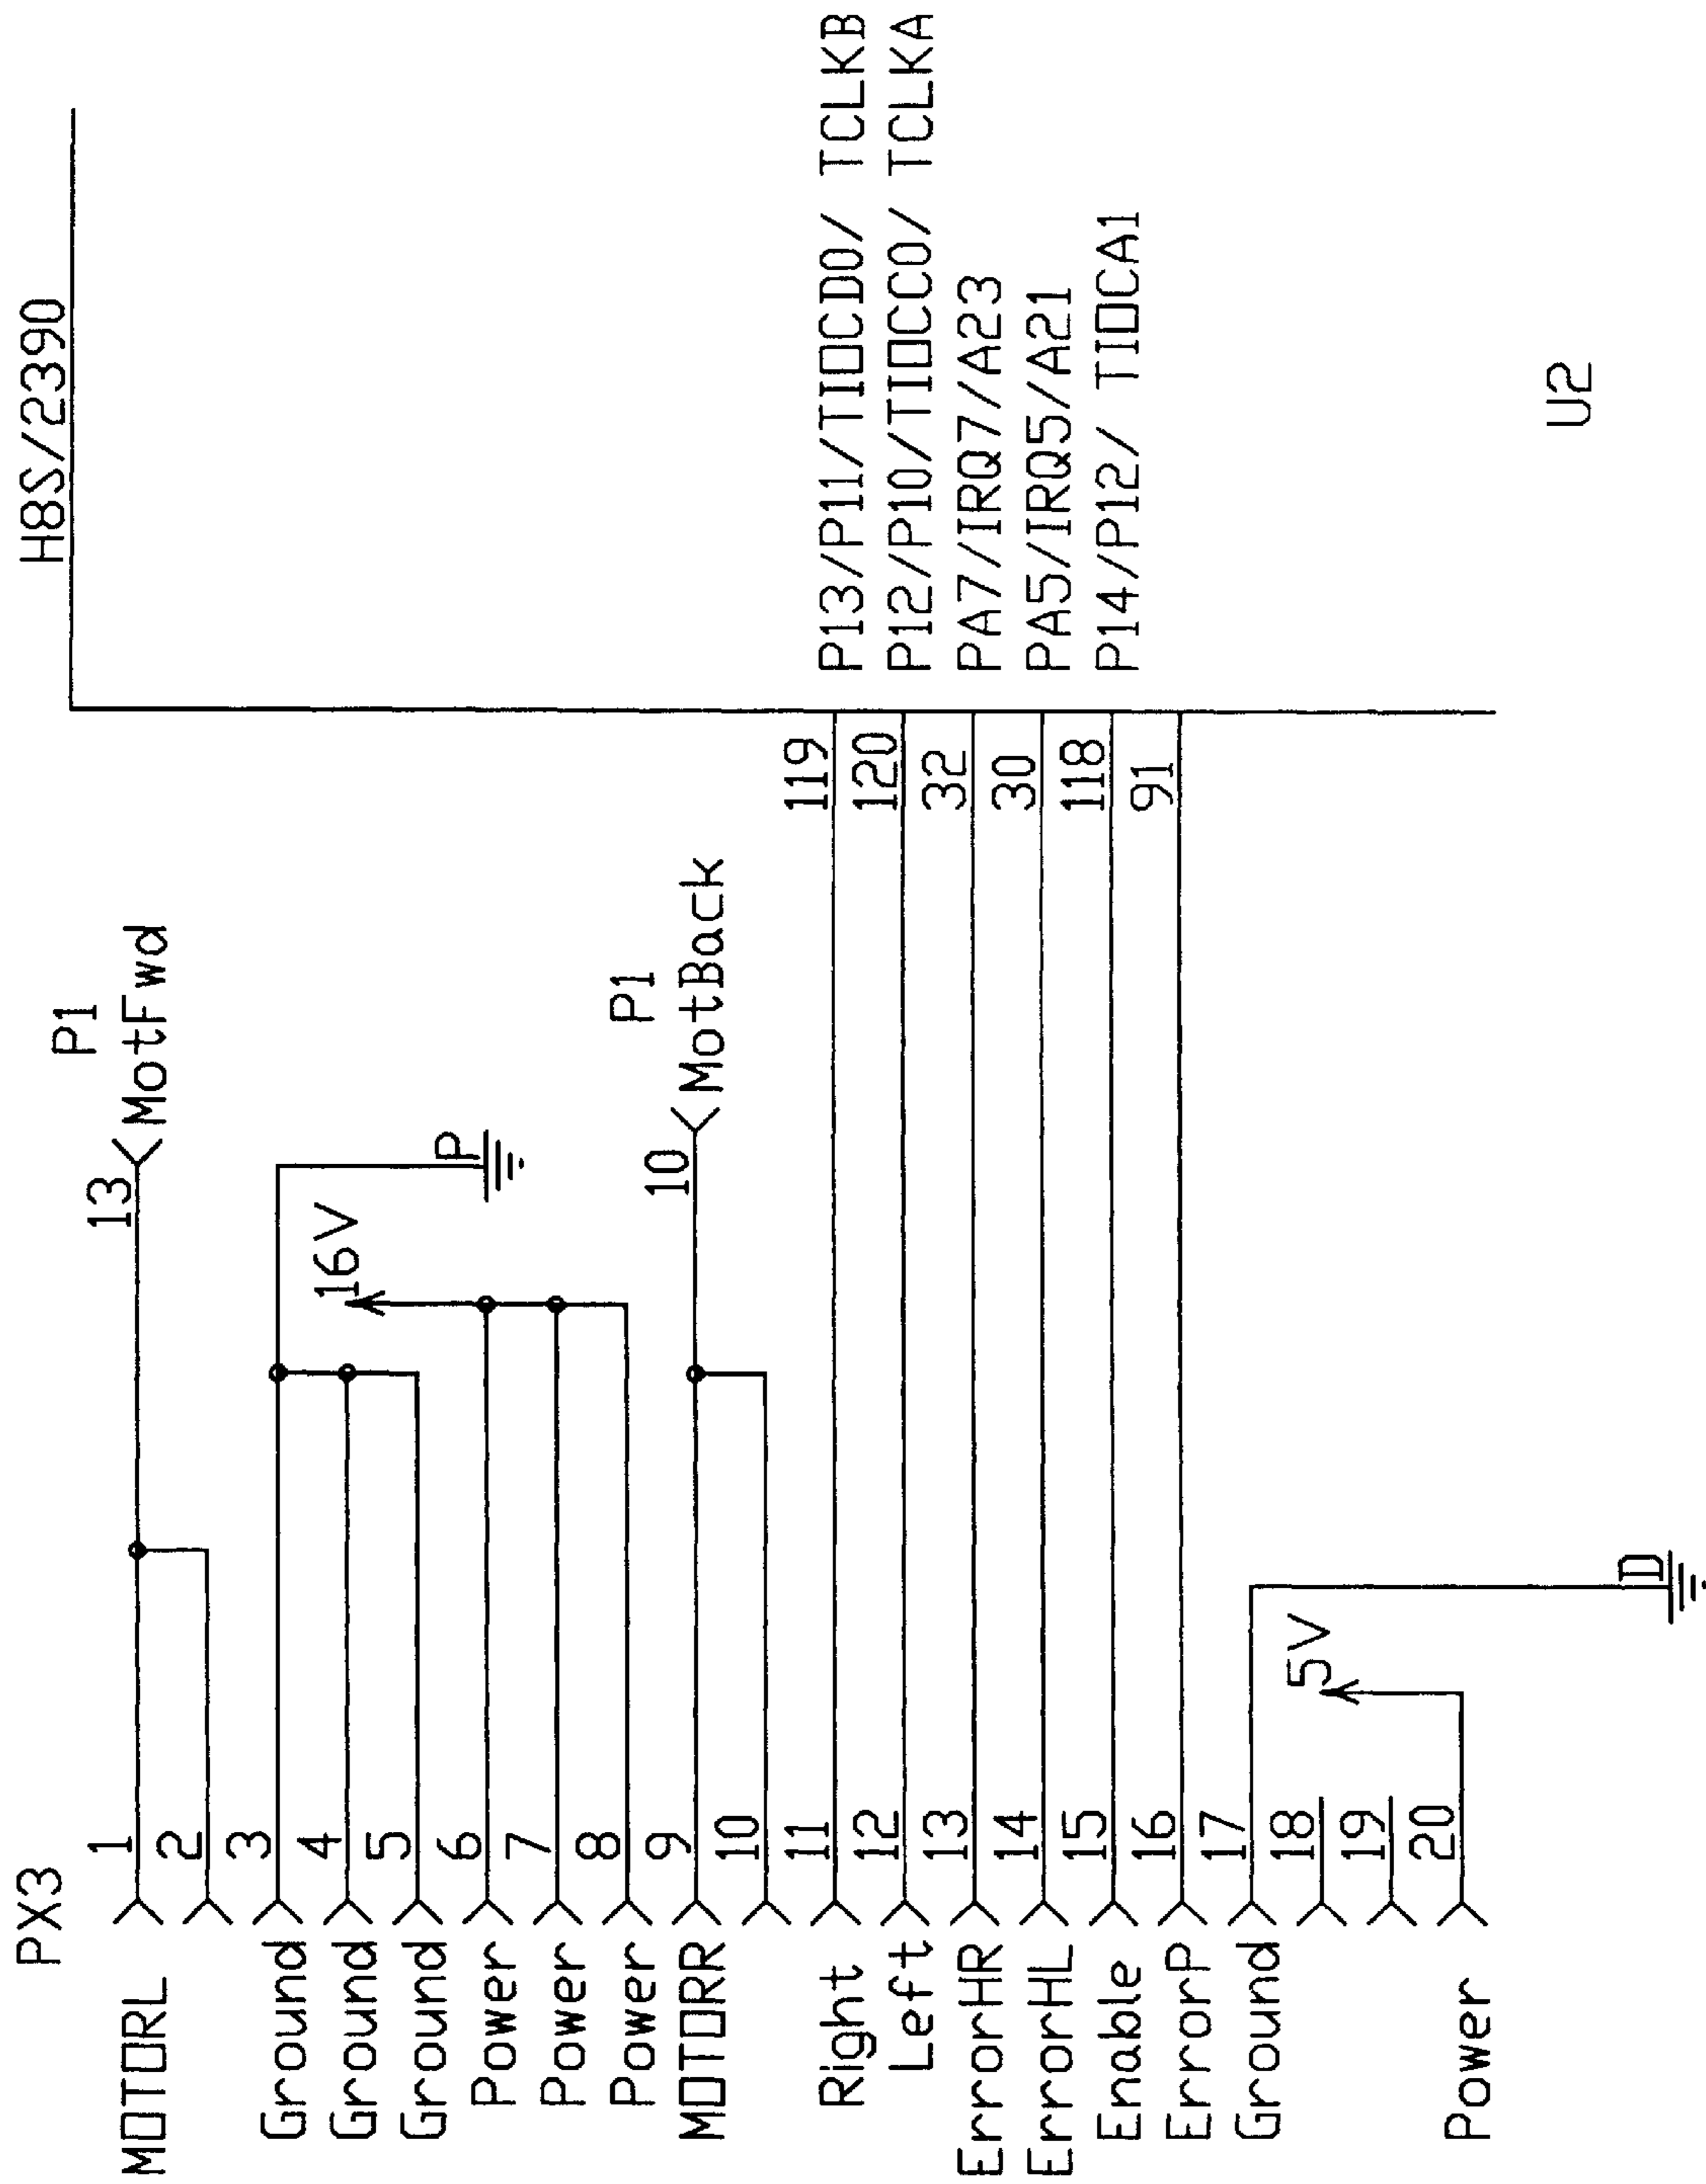 PX3
H8S/2390
P1
MOTORL 1 13 MotFwd
2
Ground 3
Ground 4 16V
Ground 5
Power 6 P
Power 7
Power 8 P1
MOTORR 9 10 MotBack
10
Right 11 119 P13/P11/TIOCD0/ TCLKB
Left 12 120 P12/P10/TIOCC0/ TCLKA
ErrorHR 13 32 PA7/IRQ7/A23
ErrorHL 14 30 PA5/IRQ5/A21
Enable 15 118 P14/P12/ TIOCA1
ErrorP 16 91
Ground 17
18 5V
19
Power 20
U2
D